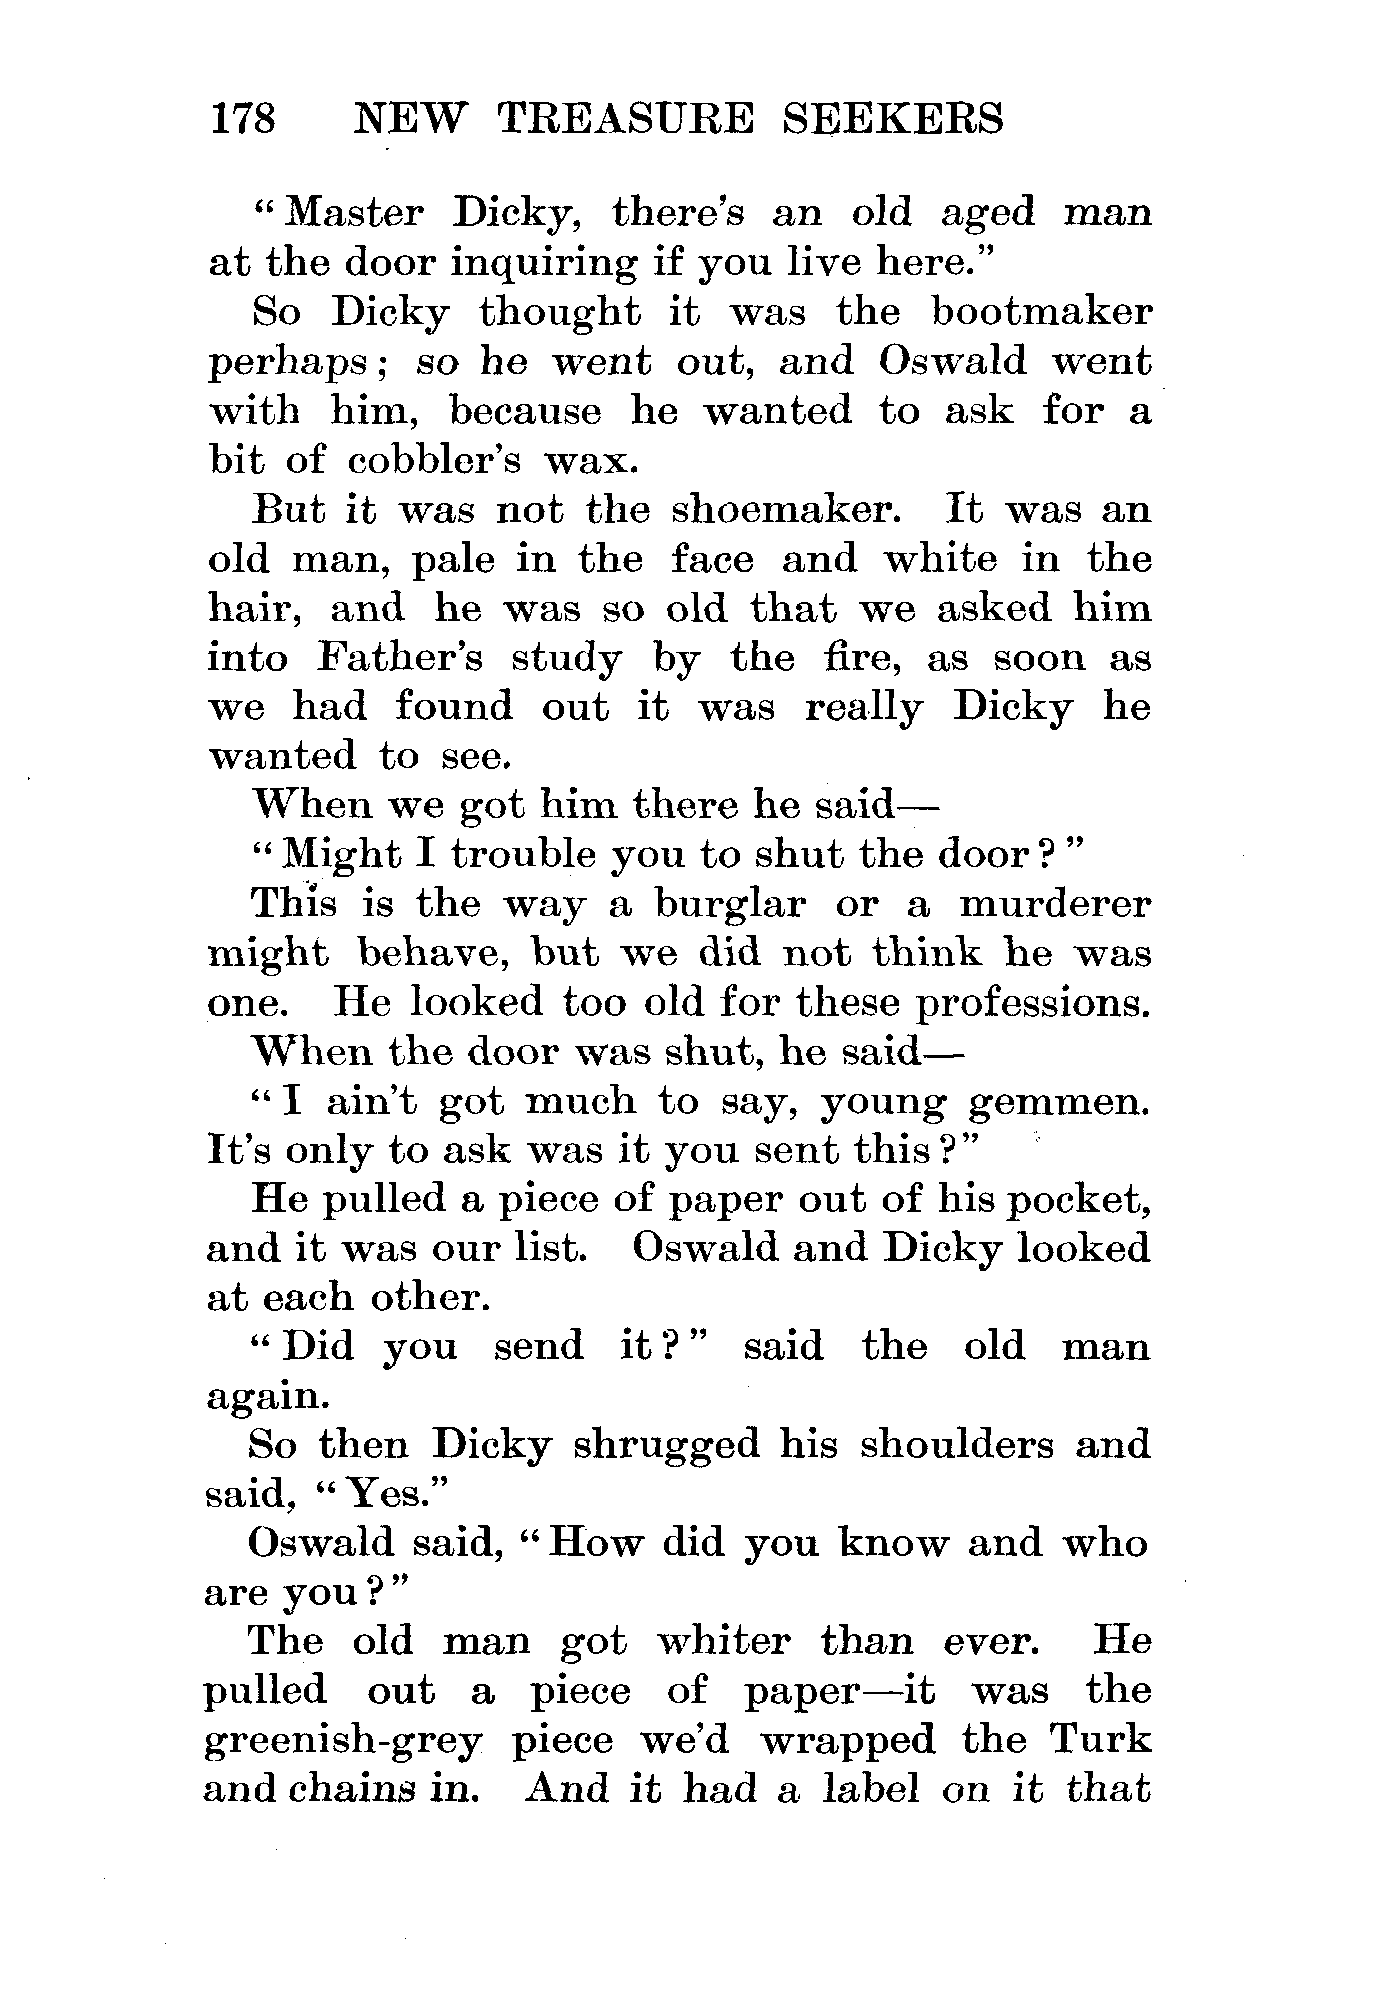 178 NEW TREASURE SEEKERS
“Master Dicky, there's an old aged man
at the door inquiring if you live here.”
So Dicky thought it was the bootmaker
perhaps; so he went out, and Oswald went
with him, because he wanted to ask for a
bit of cobbler's wax.
But it was not the shoemaker. It was an
old man, pale in the face and white in the
hair, and he was so old that we asked him
into Father's study by the fire, as soon as
we had found out it was really Dicky he
wanted to see.
When we got him there he said—
“Might I trouble you to shut the door?”
This is the way a burglar or a murderer
might behave, but we did not think he was
one. He looked too old for these professions.
When the door was shut, he said—
“I ain't got much to say, young gemmen.
It's only to ask was it you sent this?”
He pulled a piece of paper out of his pocket,
and it was our list. Oswald and Dicky looked
at each other.
“Did you send it?” said the old man
again.
So then Dicky shrugged his shoulders and
said, “Yes.”
Oswald said, “How did you know and who
are you?”
The old man got whiter than ever. He
pulled out a piece of paper—it was the
greenish-grey piece we'd wrapped the Turk
and chains in. And it had a label on it that